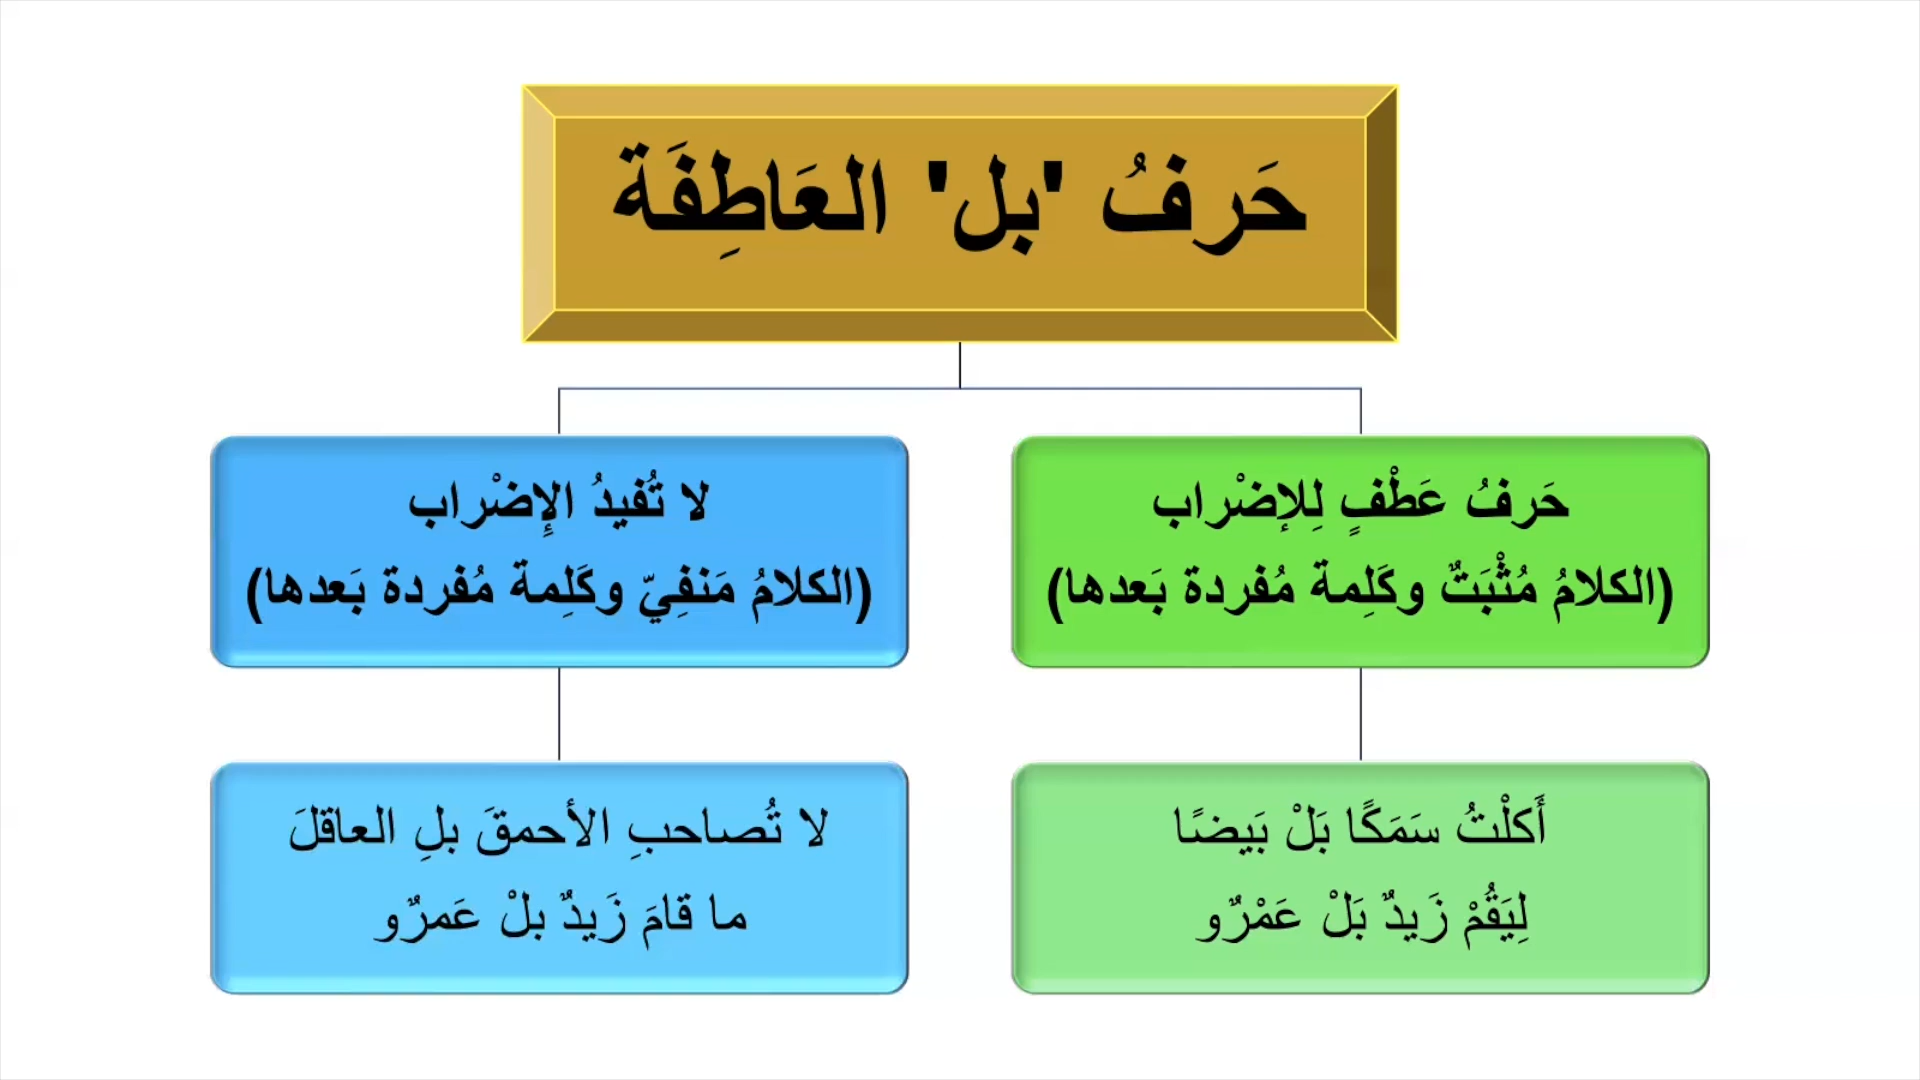 حَرفُ 'بل' العَاطِفَة
حَرفُ عَطْفٍ لِلإضْراب
(الكلامُ مُثْبَتٌ وكَلِمة مُفردة بَعدها)
أَكلْتُ سَمَكًا بَلْ بَيضًا
لِيَقُمْ زَيدٌ بَلْ عَمْرٌو
لا تُفيدُ الإِضْراب
(الكلامُ مَنفِيّ وكَلِمة مُفردة بَعدها)
لا تُصاحبِ الأحمقَ بلِ العاقلَ
ما قامَ زَيدٌ بلْ عَمرٌو